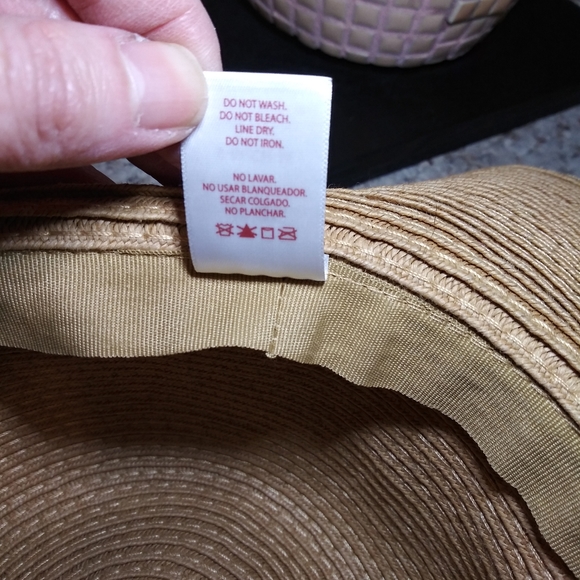 DO NOT WASH.
DO NOT BLEACH.
LINE DRY.
DO NOT IRON.
NO LAVAR.
NO USAR BLANQUEADOR.
SECAR COLGADO.
NO PLANCHAR.